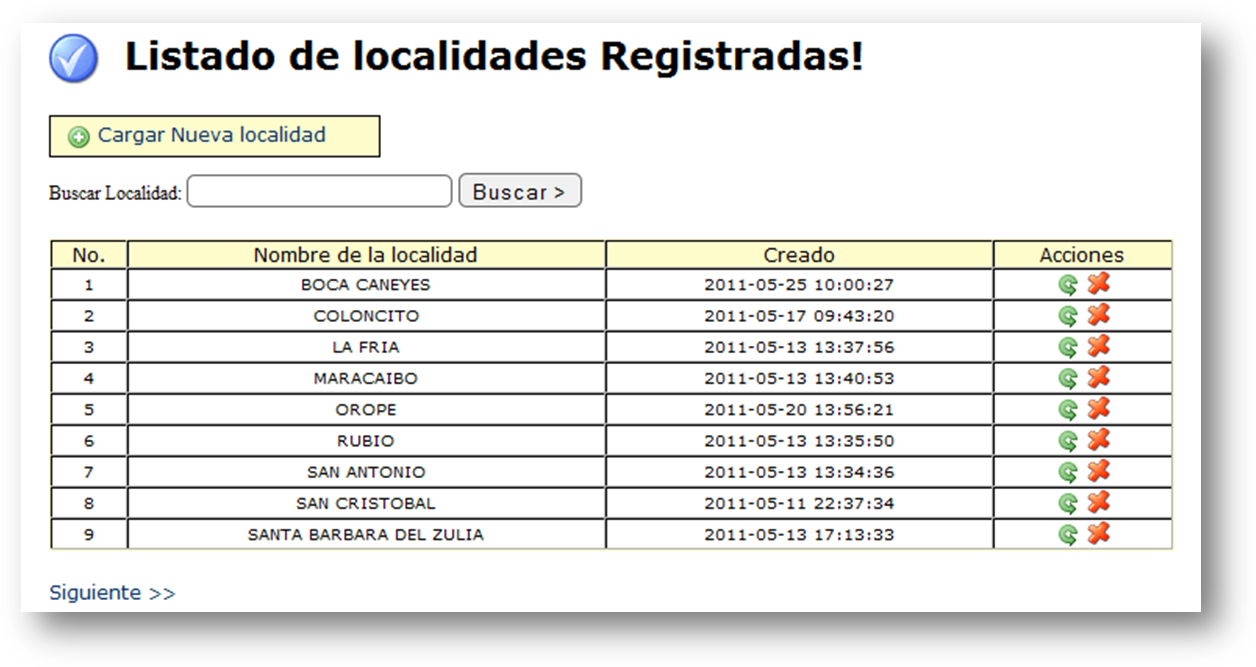 Listado de localidades Registradas!
Cargar Nueva localidad
Buscar Localidad: Buscar >
No. Nombre de la localidad Creado Acciones
1 BOCA CANEYES 2011-05-25 10:00:27
2 COLONCITO 2011-05-17 09:43:20
3 LA FRIA 2011-05-13 13:37:56
4 MARACAIBO 2011-05-13 13:40:53
5 OROPE 2011-05-20 13:56:21
6 RUBIO 2011-05-13 13:35:50
7 SAN ANTONIO 2011-05-13 13:34:36
8 SAN CRISTOBAL 2011-05-11 22:37:34
9 SANTA BARBARA DEL ZULIA 2011-05-13 17:13:33
Siguiente >>